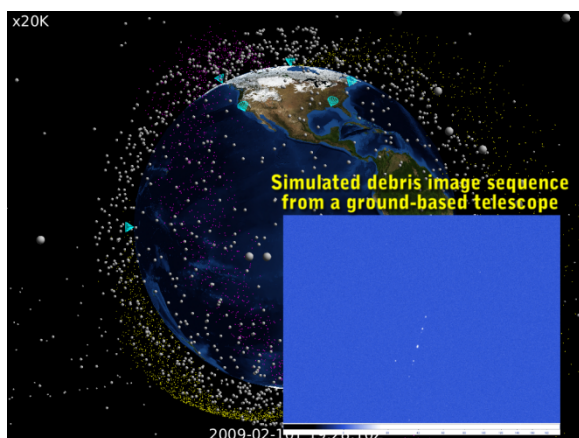 x20K
Simulated debris image sequence
from a ground-based telescope